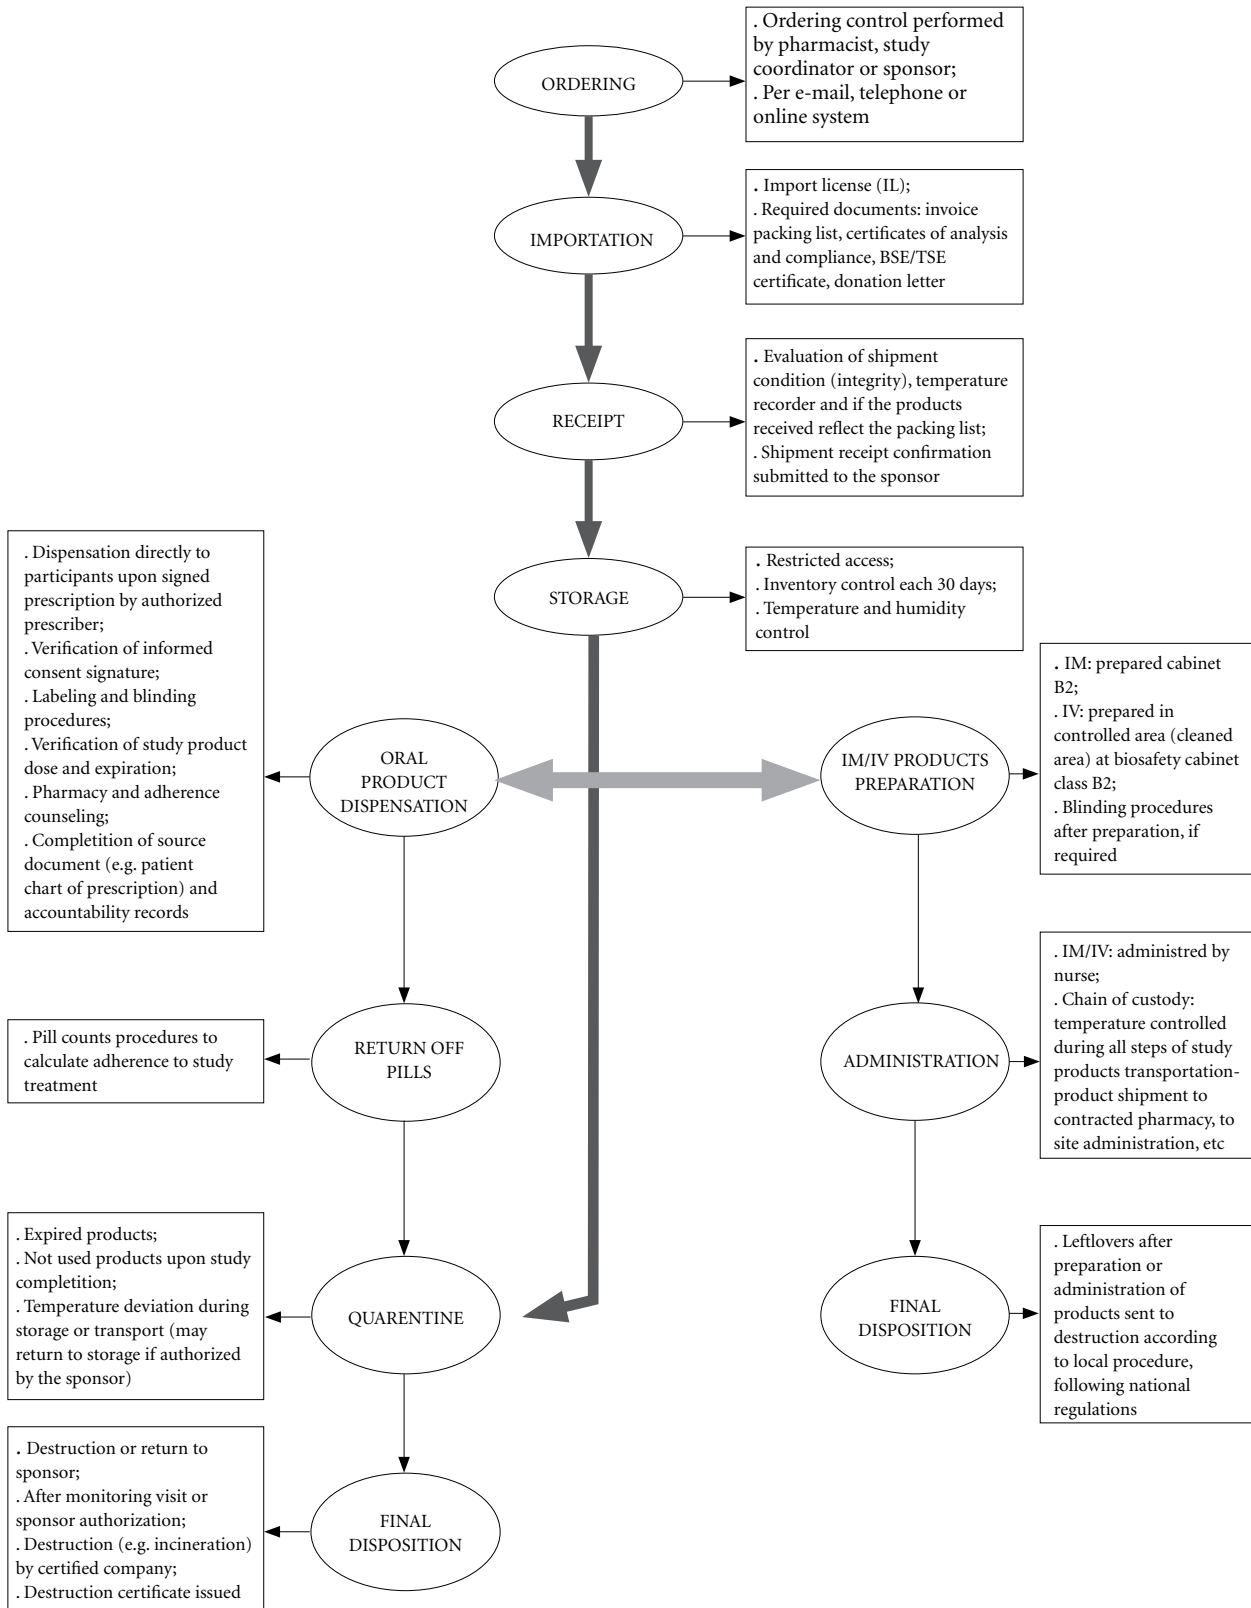 ORDERING
. Ordering control performed
by pharmacist, study
coordinator or sponsor;
. Per e-mail, telephone or
online system
IMPORTATION
. Import license (IL);
. Required documents: invoice
packing list, certificates of analysis
and compliance, BSE/TSE
certificate, donation letter
RECEIPT
. Evaluation of shipment
condition (integrity), temperature
recorder and if the products
received reflect the packing list;
. Shipment receipt confirmation
submitted to the sponsor
STORAGE
. Restricted access;
. Inventory control each 30 days;
. Temperature and humidity
control
. Dispensation directly to
participants upon signed
prescription by authorized
prescriber;
. Verification of informed
consent signature;
. Labeling and blinding
procedures;
. Verification of study product
dose and expiration;
. Pharmacy and adherence
counseling;
. Completition of source
document (e.g. patient
chart of prescription) and
accountability records
ORAL
PRODUCT
DISPENSATION
IM/IV PRODUCTS
PREPARATION
. IM: prepared cabinet
B2;
. IV: prepared in
controlled area (cleaned
area) at biosafety cabinet
class B2;
. Blinding procedures
after preparation, if
required
. Pill counts procedures to
calculate adherence to study
treatment
RETURN OFF
PILLS
ADMINISTRATION
. IM/IV: administred by
nurse;
. Chain of custody:
temperature controlled
during all steps of study
products transportation-
product shipment to
contracted pharmacy, to
site administration, etc
. Expired products;
. Not used products upon study
completition;
. Temperature deviation during
storage or transport (may
return to storage if authorized
by the sponsor)
QUARENTINE
FINAL
DISPOSITION
. Leftlovers after
preparation or
administration of
products sent to
destruction according
to local procedure,
following national
regulations
. Destruction or return to
sponsor;
. After monitoring visit or
sponsor authorization;
. Destruction (e.g. incineration)
by certified company;
. Destruction certificate issued
FINAL
DISPOSITION